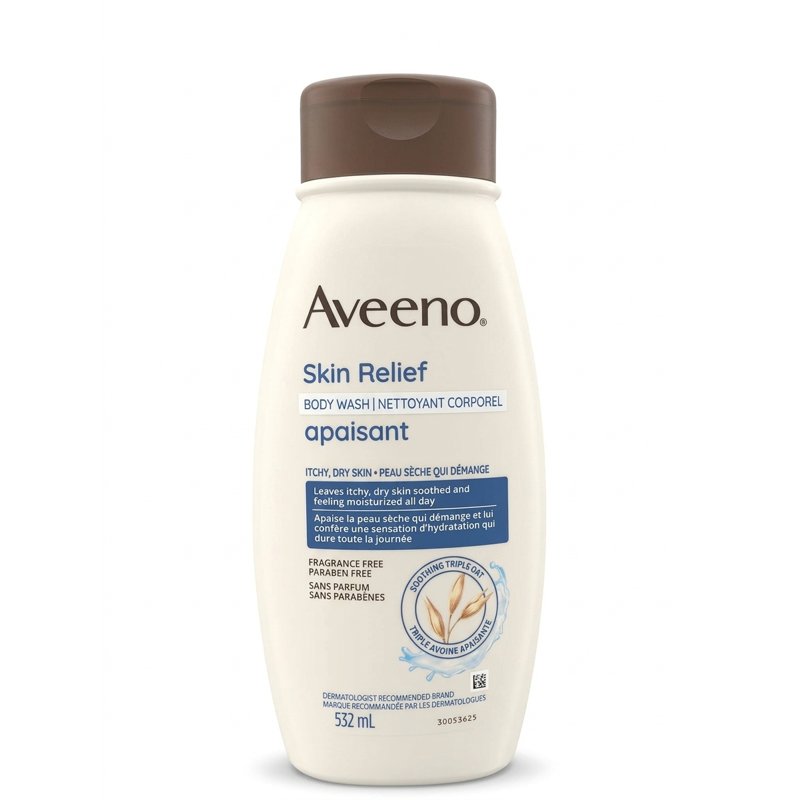 Aveeno®
Skin Relief
BODY WASH | NETTOYANT CORPOREL
apaisant
ITCHY, DRY SKIN • PEAU SÈCHE QUI DÉMANGE
Leaves itchy, dry skin soothed and
feeling moisturized all day
Apaise la peau sèche qui démange et lui
confère une sensation d'hydratation qui
dure toute la journée
FRAGRANCE FREE
PARABEN FREE
SANS PARFUM
SANS PARABÈNES
SOOTHING TRIPLE OAT
TRIPLE AVOINE APAISANTE
DERMATOLOGIST RECOMMENDED BRAND
MARQUE RECOMMANDÉE PAR LES DERMATOLOGUES
532 mL
30053625